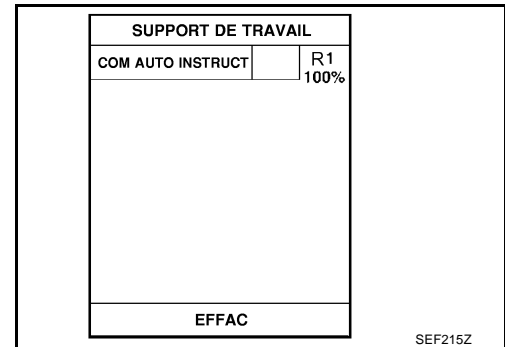 SUPPORT DE TRAVAIL
COM AUTO INSTRUCT R1
100%
EFFAC
SEF215Z